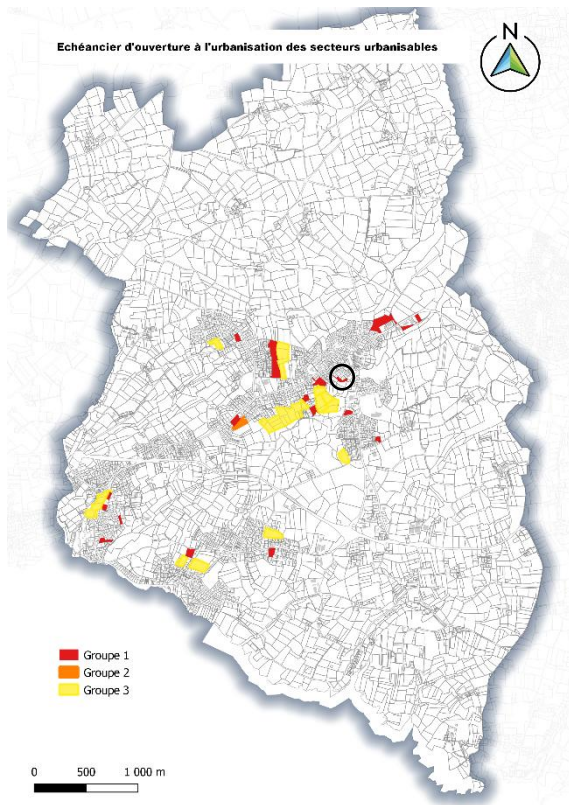 Echéancier d'ouverture à l'urbanisation des secteurs urbanisables
N
Groupe 1
Groupe 2
Groupe 3
0 500 1 000 m